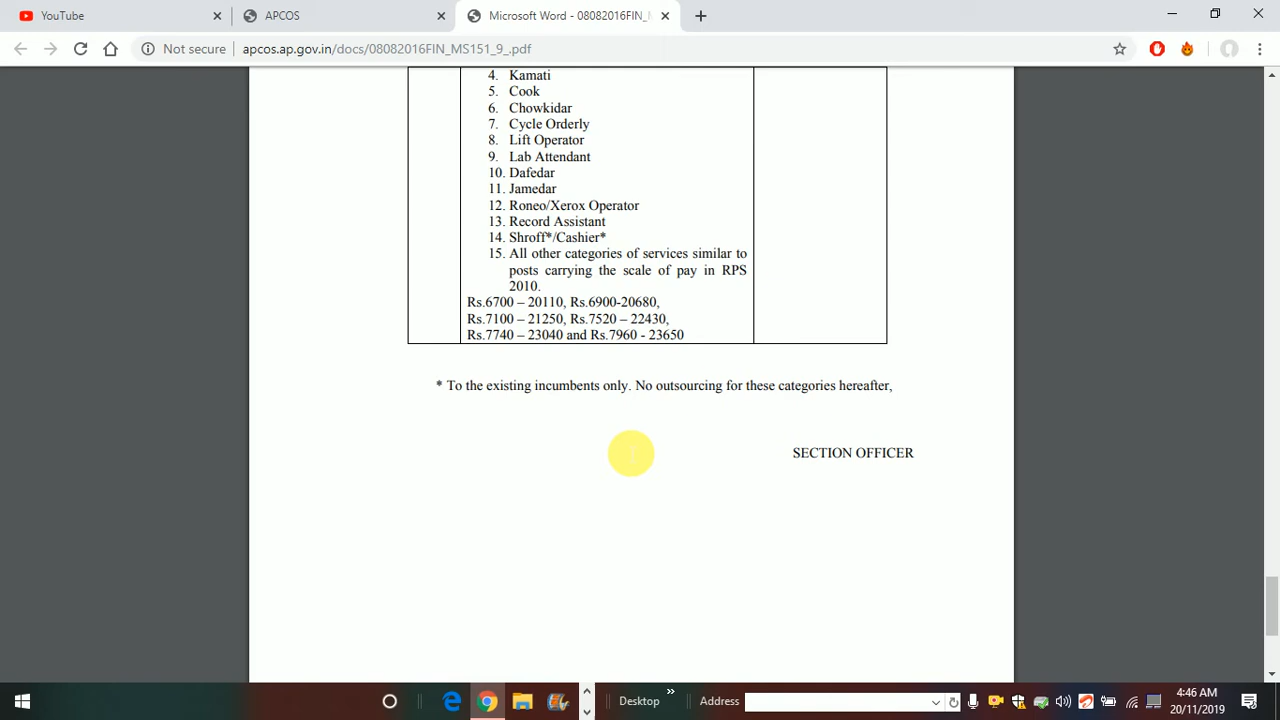 YouTube
APCOS
Microsoft Word - 08082016FIN_M
Not secure
apcos.ap.gov.in/docs/08082016FIN_MS151_9_.pdf
4. Kamati
5. Cook
6. Chowkidar
7. Cycle Orderly
8. Lift Operator
9. Lab Attendant
10. Dafedar
11. Jamedar
12. Roneo/Xerox Operator
13. Record Assistant
14. Shroff*/Cashier*
15. All other categories of services similar to
posts carrying the scale of pay in RPS
2010.
Rs.6700 – 20110, Rs.6900-20680,
Rs.7100 – 21250, Rs.7520 – 22430,
Rs.7740 – 23040 and Rs.7960 - 23650
* To the existing incumbents only. No outsourcing for these categories hereafter,
SECTION OFFICER
Desktop
Address
4:46 AM
20/11/2019